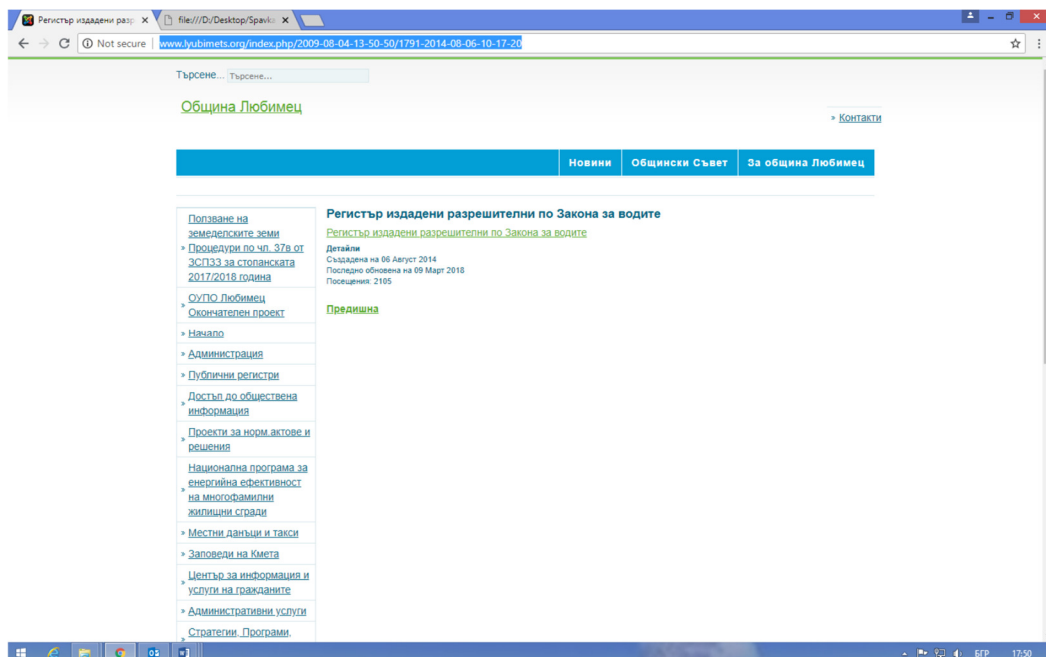 Регистър издадени разр
file:///D:/Desktop/Spavka
Not secure | www.lyubimets.org/index.php/2009-08-04-13-50-50/1791-2014-08-06-10-17-20
Търсене... Търсене...
Община Любимец
» Контакти
Новини Общински Съвет За община Любимец
Ползване на
земеделските земи
» Процедури по чл. 37в от
ЗСПЗЗ за стопанската
2017/2018 година
ОУПО Любимец
» Окончателен проект
» Начало
» Администрация
» Публични регистри
Достъп до обществена
» информация
Проекти за норм.актове и
» решения
Национална програма за
енергийна ефективност
» на многофамилни
жилищни сгради
» Местни данъци и такси
» Заповеди на Кмета
Център за информация и
» услуги на гражданите
» Административни услуги
Стратегии, Програми,
»
Регистър издадени разрешителни по Закона за водите
Регистър издадени разрешителни по Закона за водите
Детайли
Създадена на 06 Август 2014
Последно обновена на 09 Март 2018
Посещения: 2105
Предишна
БГР 17:50